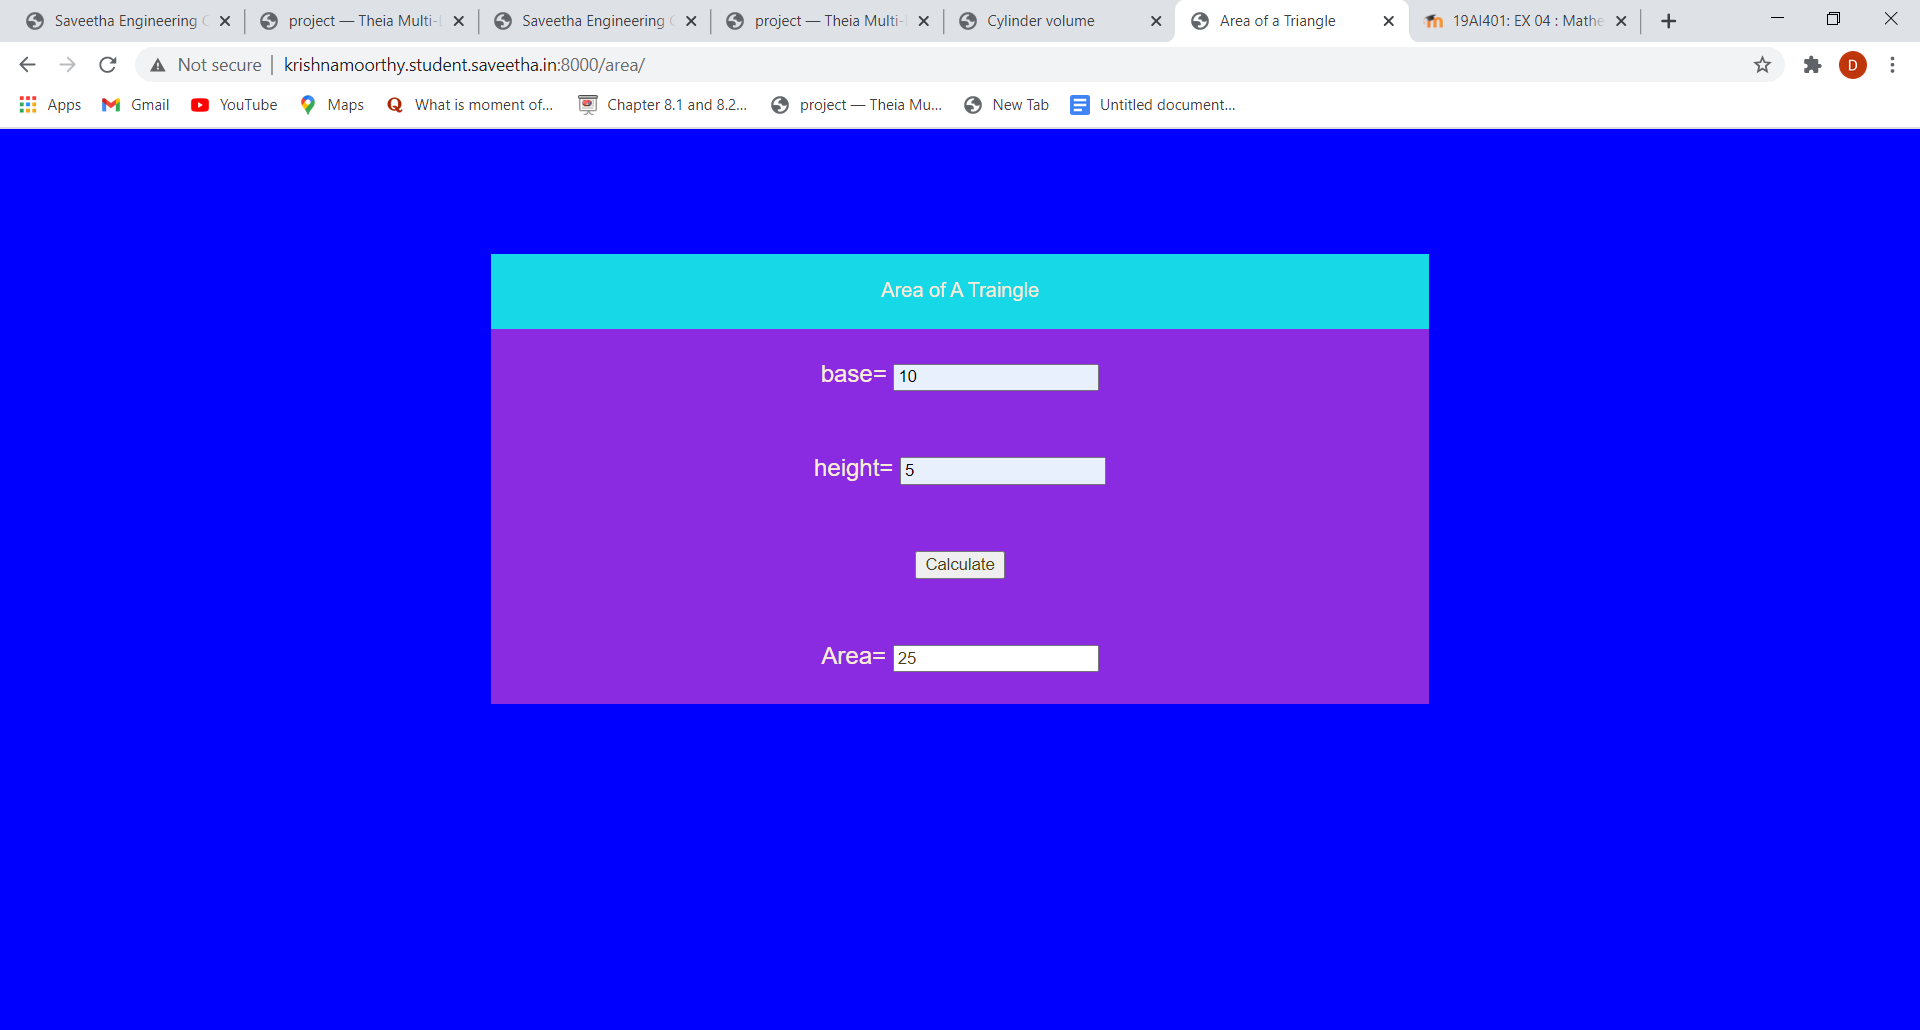 Saveetha Engineering
project — Theia Multi-
Saveetha Engineering
project — Theia Multi-
Cylinder volume
Area of a Triangle
19AI401: EX 04 : Mathe
Not secure
krishnamoorthy.student.saveetha.in:8000/area/
D
Apps
Gmail
YouTube
Maps
What is moment of...
Chapter 8.1 and 8.2...
project — Theia Mu...
New Tab
Untitled document...
Area of A Traingle
base= 10
height= 5
Calculate
Area= 25